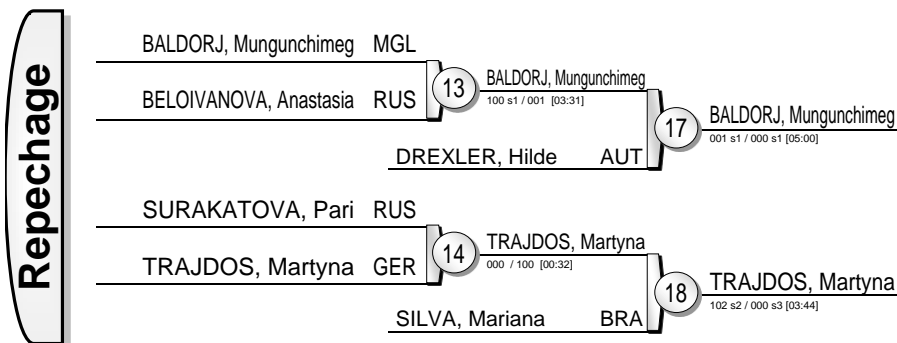 Repechage
BALDORJ, Mungunchimeg MGL
BELOIVANOVA, Anastasia RUS
13
BALDORJ, Mungunchimeg
100 s1 / 001 [03:31]
DREXLER, Hilde AUT
17
BALDORJ, Mungunchimeg
001 s1 / 000 s1 [05:00]
SURAKATOVA, Pari RUS
TRAJDOS, Martyna GER
14
TRAJDOS, Martyna
000 / 100 [00:32]
SILVA, Mariana BRA
18
TRAJDOS, Martyna
102 s2 / 000 s3 [03:44]